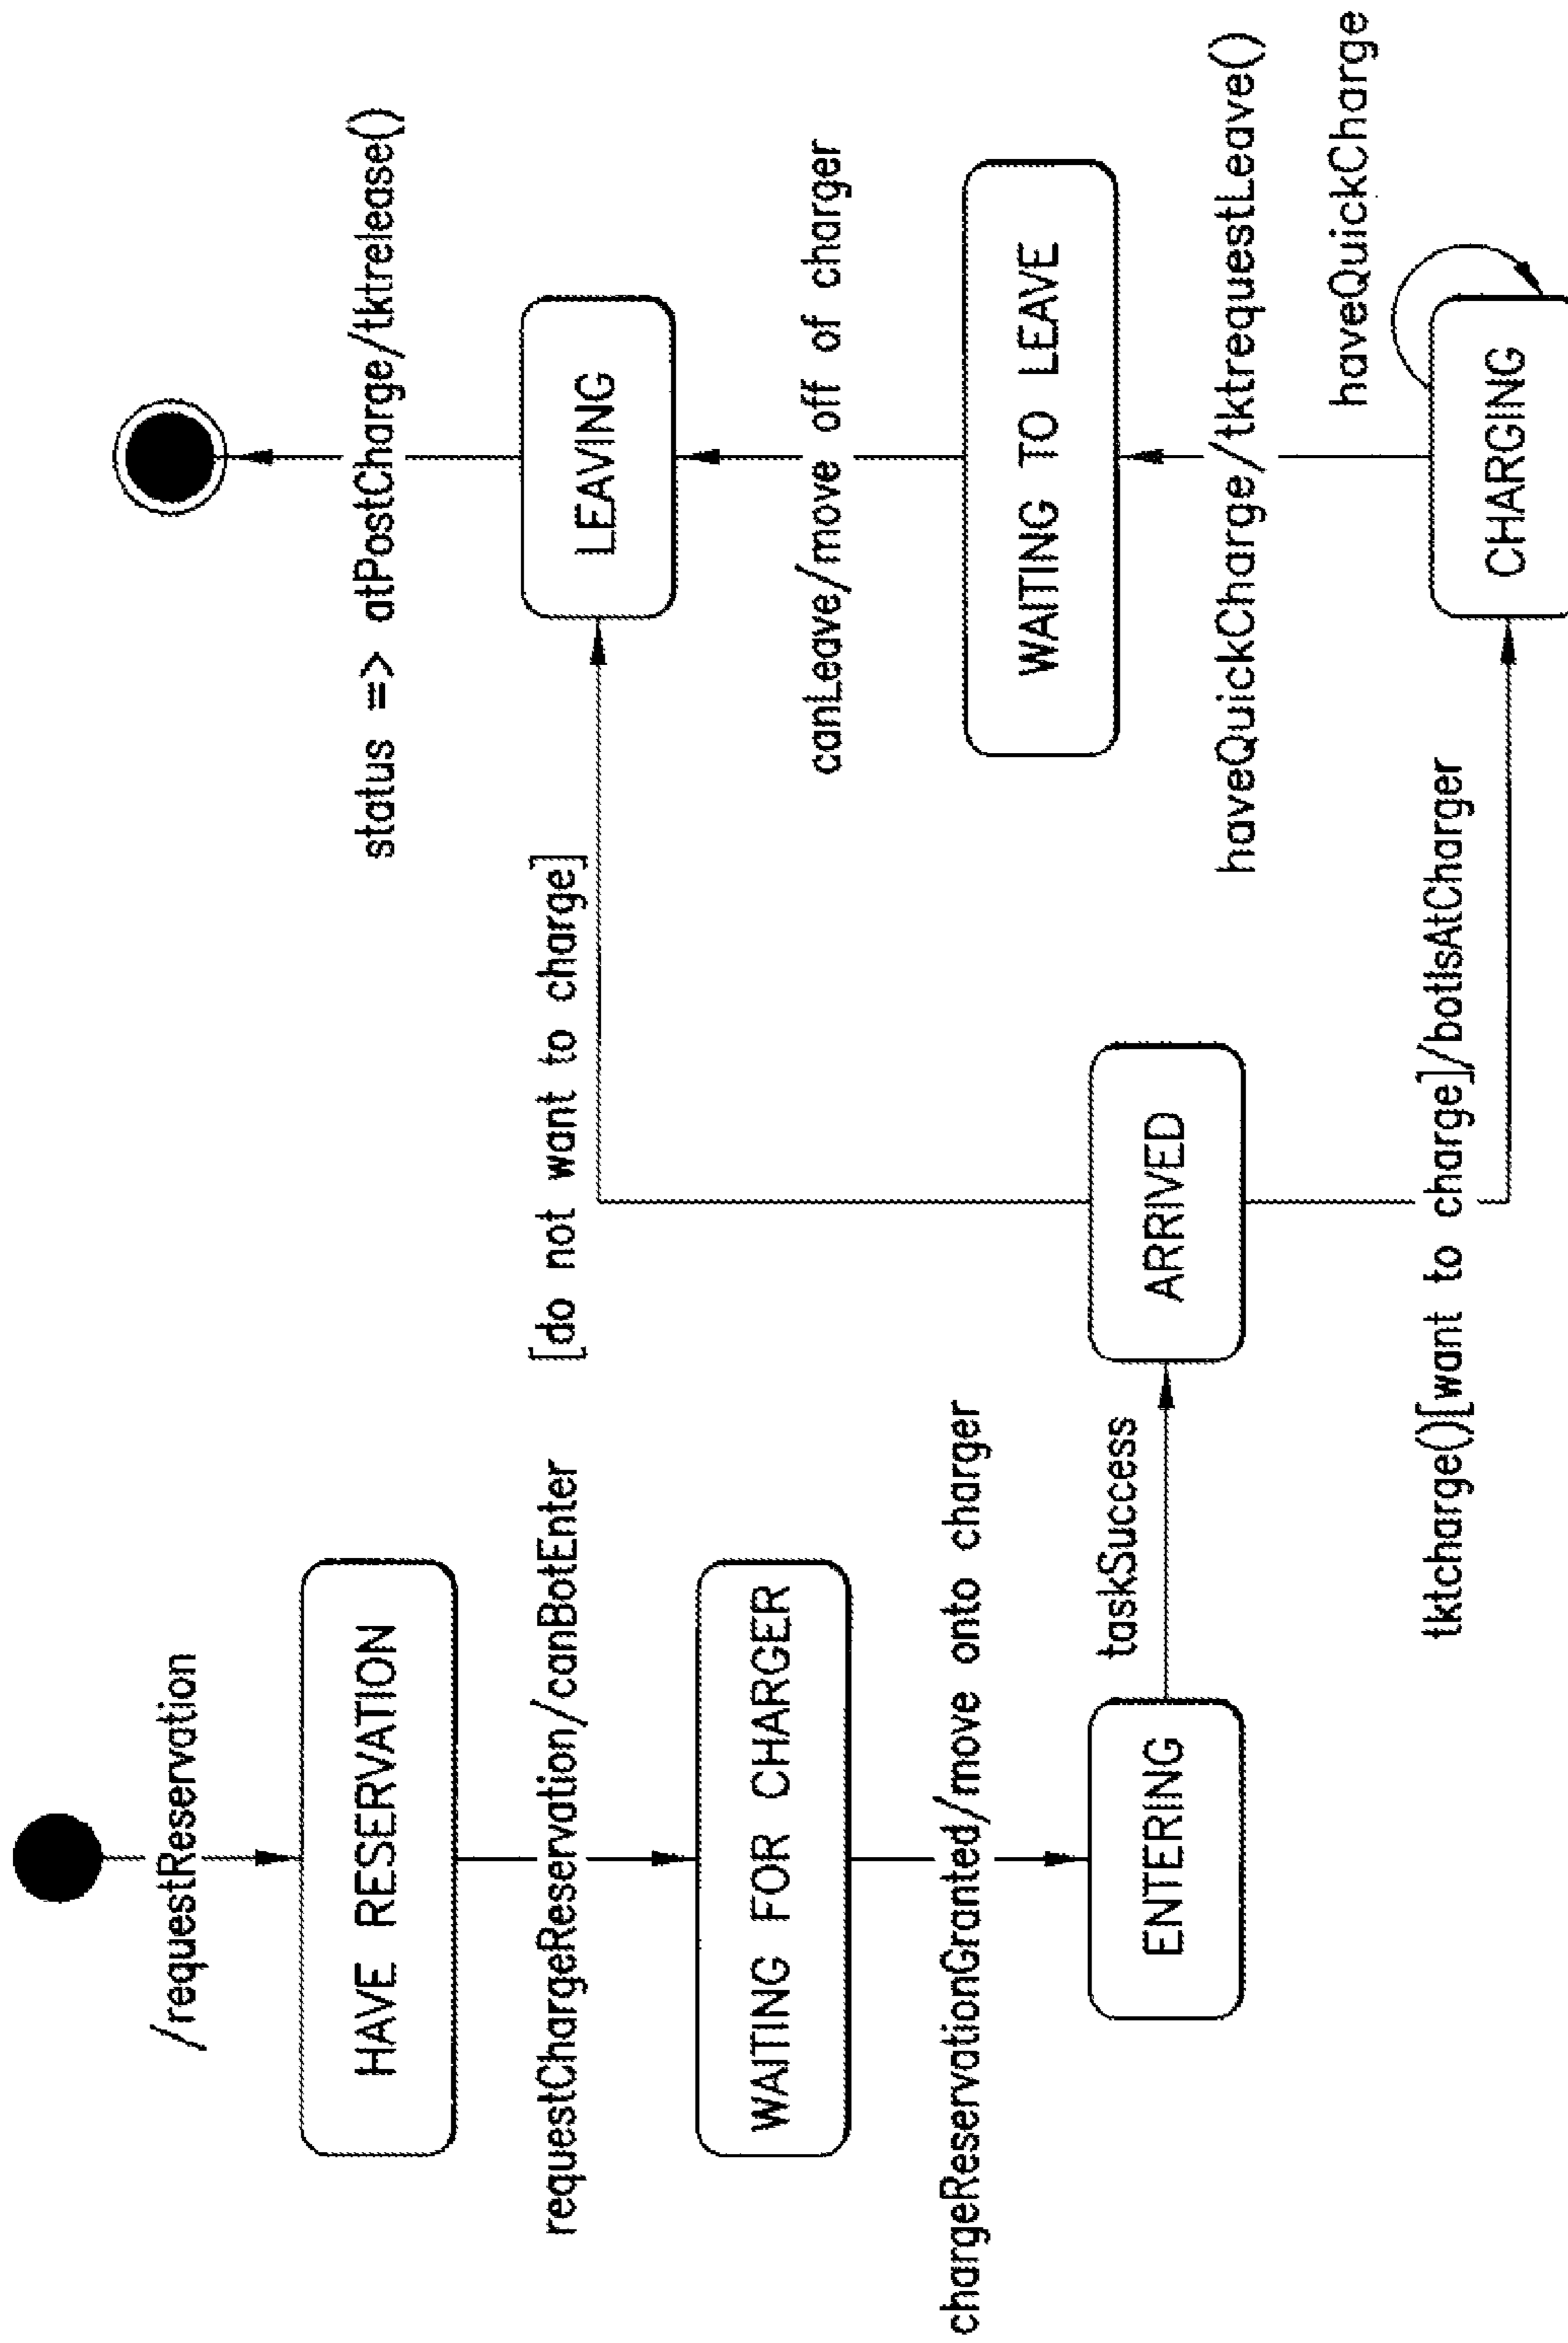 /requestReservation
HAVE RESERVATION
requestChargeReservation/canBotEnter
WAITING FOR CHARGER
chargeReservationGranted/move onto charger
ENTERING
taskSuccess
ARRIVED
[do not want to charge]
tktcharge()[want to charge]/botIsAtCharger
status => atPostCharge/tktrelease()
LEAVING
canLeave/move off of charger
WAITING TO LEAVE
haveQuickCharge/tktrequestLeave()
haveQuickCharge
CHARGING